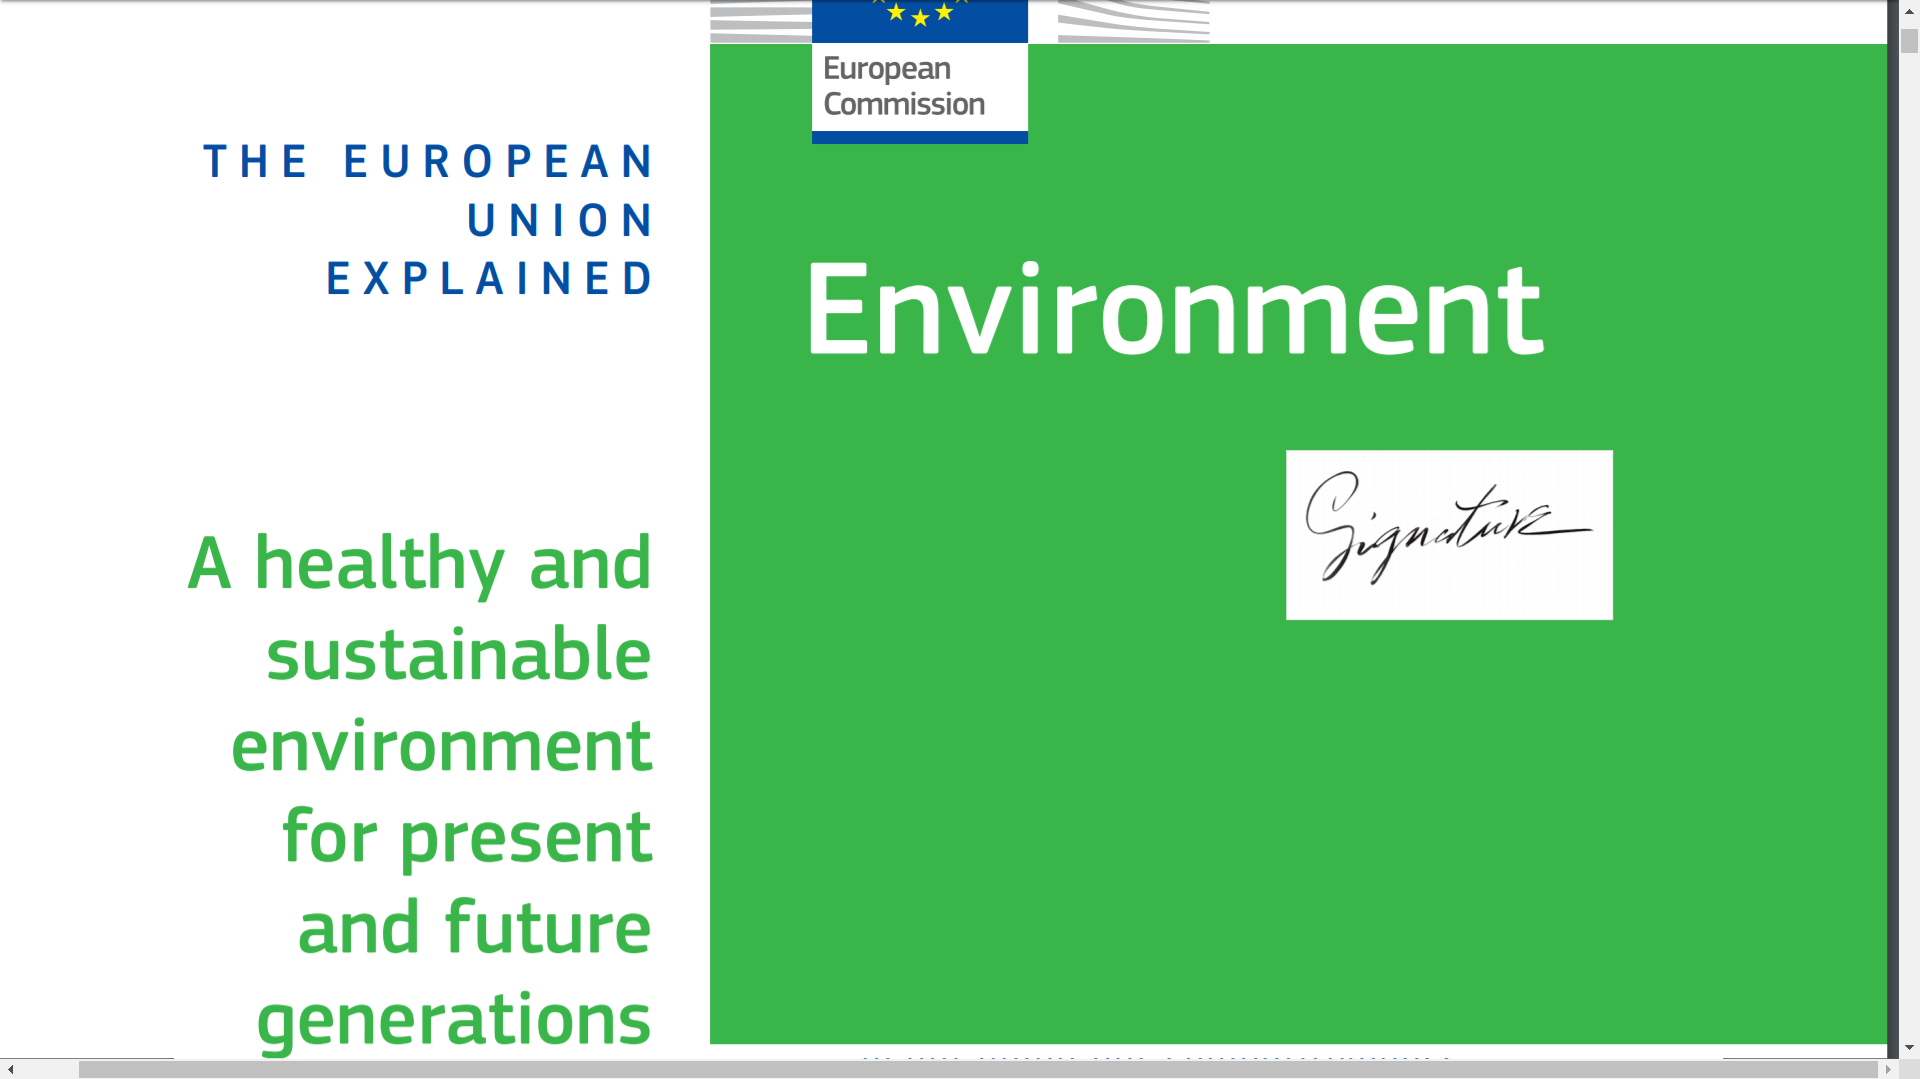 European
Commission
THE EUROPEAN
UNION
EXPLAINED
Environment
Signature
A healthy and
sustainable
environment
for present
and future
generations